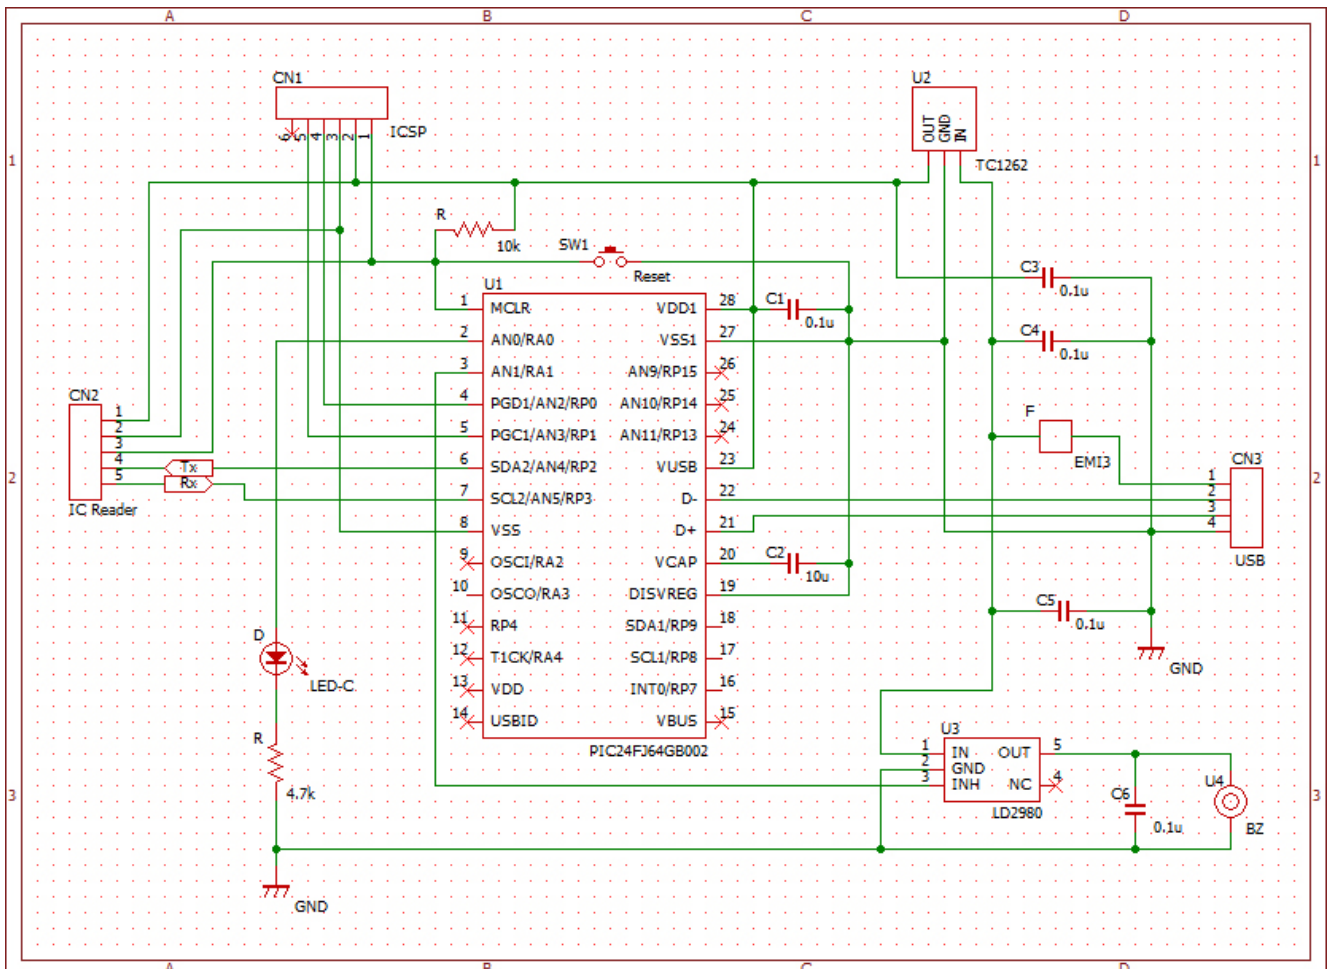 A B C D
CN1
U2
6 5 4 3 2 1
ICSP
OUT GND IN
1 1
TC1262
R
10k
SW1
Reset
C3
0.1u
U1
1 MCLR VDD1 28
C1
0.1u
2 AN0/RA0 VSS1 27
C4
0.1u
3 AN1/RA1 AN9/RP15 26
4 PGD1/AN2/RP0 AN10/RP14 25
5 PGC1/AN3/RP1 AN11/RP13 24
6 SDA2/AN4/RP2 VUSB 23
7 SCL2/AN5/RP3 D- 22
8 VSS D+ 21
9 OSCI/RA2 VCAP 20
10 OSCO/RA3 DISVREG 19
11 RP4 SDA1/RP9 18
12 T1CK/RA4 SCL1/RP8 17
13 VDD INT0/RP7 16
14 USBID VBUS 15
PIC24FJ64GB002
CN2
1
2
3
4 Tx
5 Rx
IC Reader
2 2
F
EMI3
CN3
1
2
3
4
USB
C2
10u
C5
0.1u
GND
D
LED-C
R
4.7k
U3
1 IN OUT 5
2 GND
3 INH NC 4
LD2980
C6
0.1u
U4
BZ
3 3
GND
A B C D